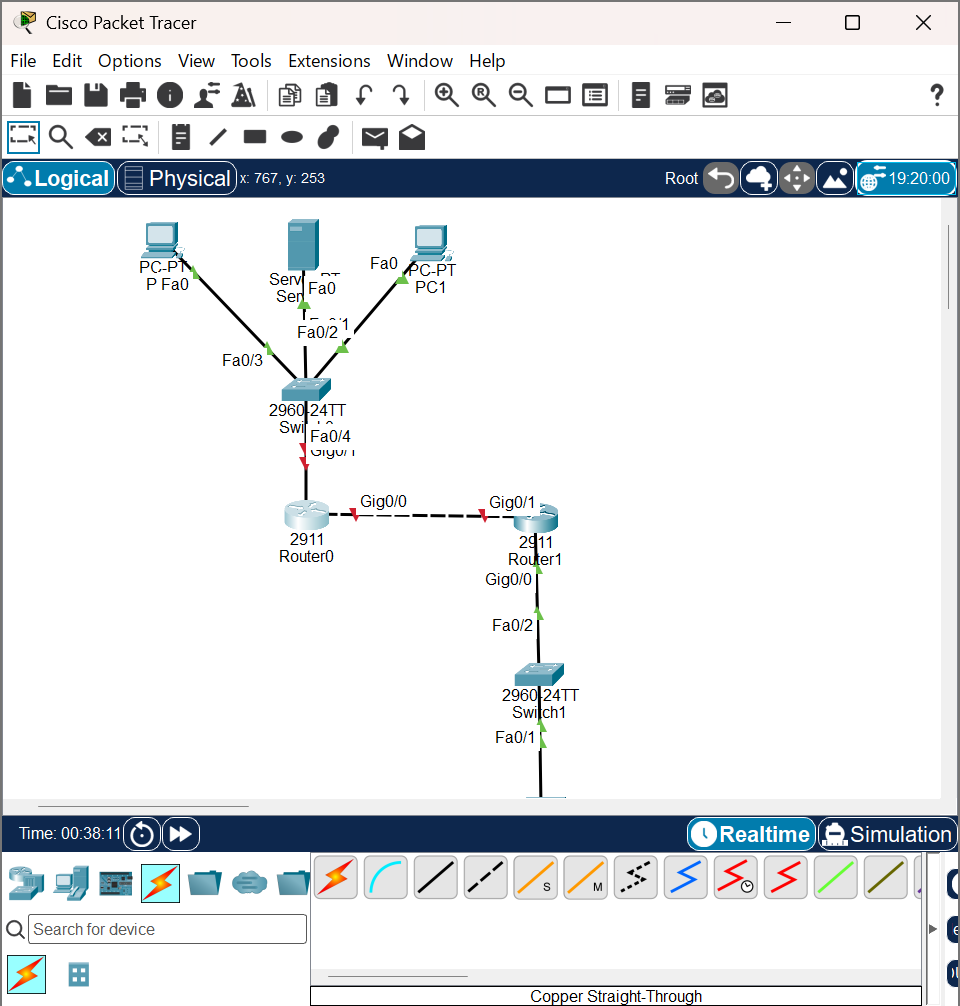 Cisco Packet Tracer
File Edit Options View Tools Extensions Window Help
Logical Physical x: 767, y: 253 Root 19:20:00
PC-PT
P Fa0
Fa0
Fa0
PC-PT
PC1
Fa0/2
Fa0/3
2960-24TT
Fa0/4
Gig0/1
Gig0/0
Gig0/1
2911
Router0
2911
Router1
Gig0/0
Fa0/2
2960-24TT
Switch1
Fa0/1
Time: 00:38:11 Realtime Simulation
S M
Search for device
Copper Straight-Through